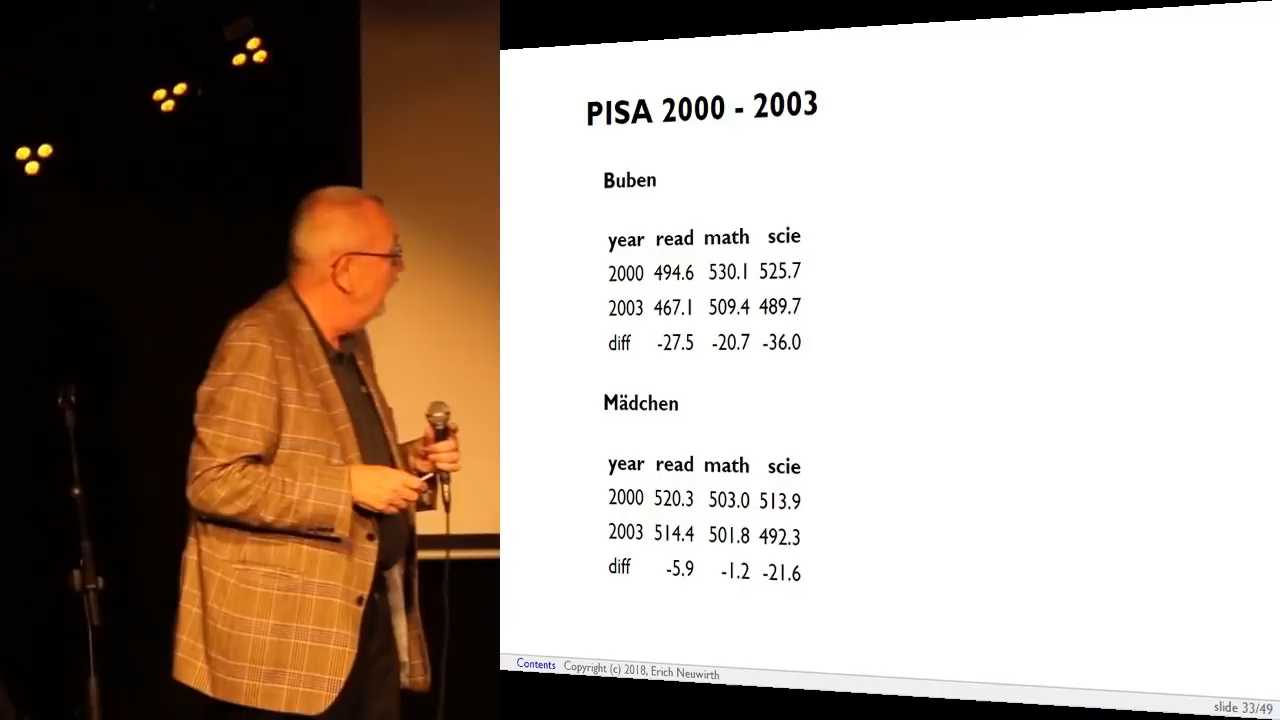 PISA 2000 - 2003
Buben
year read math scie
2000 494.6 530.1 525.7
2003 467.1 509.4 489.7
diff -27.5 -20.7 -36.0
Mädchen
year read math scie
2000 520.3 503.0 513.9
2003 514.4 501.8 492.3
diff -5.9 -1.2 -21.6
Contents Copyright (c) 2018, Erich Neuwirth
slide 33/49